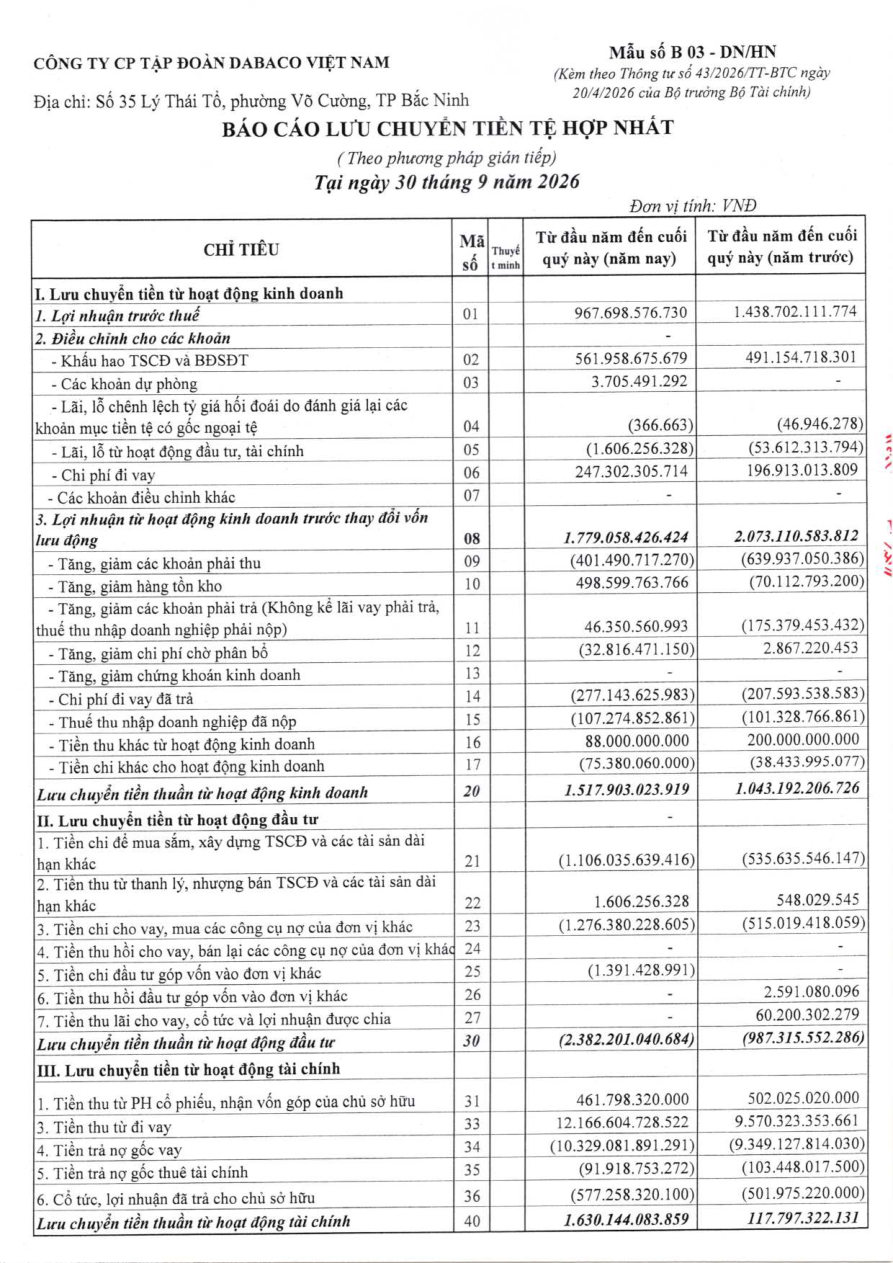 CÔNG TY CP TẬP ĐOÀN DABACO VIỆT NAM
Địa chỉ: Số 35 Lý Thái Tổ, phường Võ Cường, TP Bắc Ninh
Mẫu số B 03 - DN/HN
(Kèm theo Thông tư số 43/2026/TT-BTC ngày
20/4/2026 của Bộ trưởng Bộ Tài chính)
BÁO CÁO LƯU CHUYỂN TIỀN TỆ HỢP NHẤT
( Theo phương pháp gián tiếp)
Tại ngày 30 tháng 9 năm 2026
Đơn vị tính: VNĐ
CHỈ TIÊU | Mã số | Thuyết minh | Từ đầu năm đến cuối quý này (năm nay) | Từ đầu năm đến cuối quý này (năm trước)
I. Lưu chuyển tiền từ hoạt động kinh doanh
1. Lợi nhuận trước thuế 01 967.698.576.730 1.438.702.111.774
2. Điều chỉnh cho các khoản -
- Khấu hao TSCĐ và BĐSĐT 02 561.958.675.679 491.154.718.301
- Các khoản dự phòng 03 3.705.491.292 -
- Lãi, lỗ chênh lệch tỷ giá hối đoái do đánh giá lại các
khoản mục tiền tệ có gốc ngoại tệ 04 (366.663) (46.946.278)
- Lãi, lỗ từ hoạt động đầu tư, tài chính 05 (1.606.256.328) (53.612.313.794)
- Chi phí đi vay 06 247.302.305.714 196.913.013.809
- Các khoản điều chỉnh khác 07 - -
3. Lợi nhuận từ hoạt động kinh doanh trước thay đổi vốn
lưu động 08 1.779.058.426.424 2.073.110.583.812
- Tăng, giảm các khoản phải thu 09 (401.490.717.270) (639.937.050.386)
- Tăng, giảm hàng tồn kho 10 498.599.763.766 (70.112.793.200)
- Tăng, giảm các khoản phải trả (Không kể lãi vay phải trả,
thuế thu nhập doanh nghiệp phải nộp) 11 46.350.560.993 (175.379.453.432)
- Tăng, giảm chi phí chờ phân bổ 12 (32.816.471.150) 2.867.220.453
- Tăng, giảm chứng khoán kinh doanh 13 - -
- Chi phí đi vay đã trả 14 (277.143.625.983) (207.593.538.583)
- Thuế thu nhập doanh nghiệp đã nộp 15 (107.274.852.861) (101.328.766.861)
- Tiền thu khác từ hoạt động kinh doanh 16 88.000.000.000 200.000.000.000
- Tiền chi khác cho hoạt động kinh doanh 17 (75.380.060.000) (38.433.995.077)
Lưu chuyển tiền thuần từ hoạt động kinh doanh 20 1.517.903.023.919 1.043.192.206.726
II. Lưu chuyển tiền từ hoạt động đầu tư -
1. Tiền chi để mua sắm, xây dựng TSCĐ và các tài sản dài
hạn khác 21 (1.106.035.639.416) (535.635.546.147)
2. Tiền thu từ thanh lý, nhượng bán TSCĐ và các tài sản dài
hạn khác 22 1.606.256.328 548.029.545
3. Tiền chi cho vay, mua các công cụ nợ của đơn vị khác 23 (1.276.380.228.605) (515.019.418.059)
4. Tiền thu hồi cho vay, bán lại các công cụ nợ của đơn vị khác 24 - -
5. Tiền chi đầu tư góp vốn vào đơn vị khác 25 (1.391.428.991) -
6. Tiền thu hồi đầu tư góp vốn vào đơn vị khác 26 - 2.591.080.096
7. Tiền thu lãi cho vay, cổ tức và lợi nhuận được chia 27 - 60.200.302.279
Lưu chuyển tiền thuần từ hoạt động đầu tư 30 (2.382.201.040.684) (987.315.552.286)
III. Lưu chuyển tiền từ hoạt động tài chính
1. Tiền thu từ PH cổ phiếu, nhận vốn góp của chủ sở hữu 31 461.798.320.000 502.025.020.000
3. Tiền thu từ đi vay 33 12.166.604.728.522 9.570.323.353.661
4. Tiền trả nợ gốc vay 34 (10.329.081.891.291) (9.349.127.814.030)
5. Tiền trả nợ gốc thuê tài chính 35 (91.918.753.272) (103.448.017.500)
6. Cổ tức, lợi nhuận đã trả cho chủ sở hữu 36 (577.258.320.100) (501.975.220.000)
Lưu chuyển tiền thuần từ hoạt động tài chính 40 1.630.144.083.859 117.797.322.131